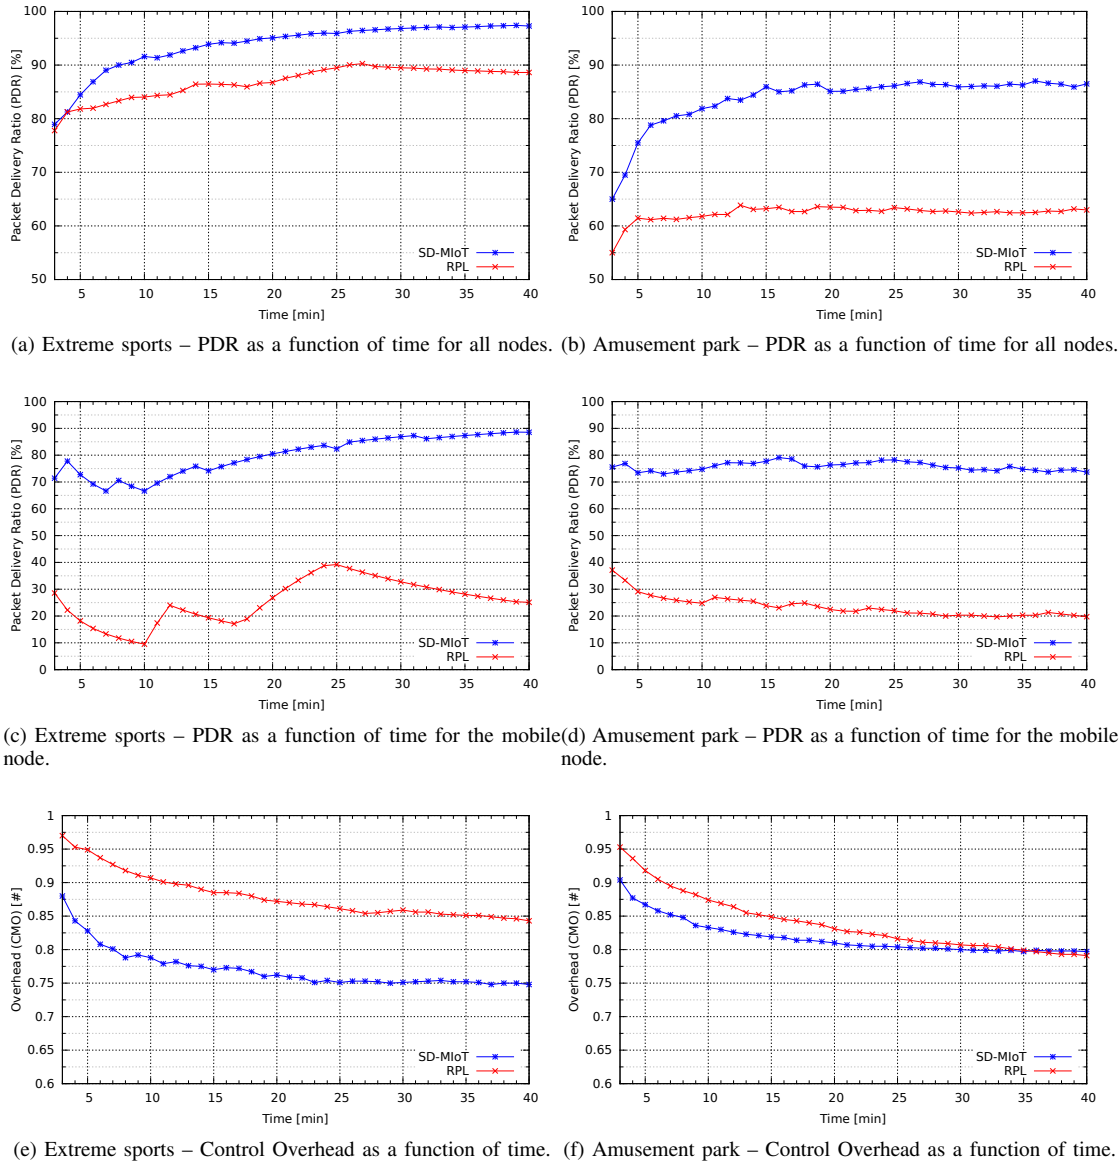 100
90
80
70
60
50
Packet Delivery Ratio (PDR) [%]
SD-MIoT
RPL
5 10 15 20 25 30 35 40
Time [min]
(a) Extreme sports – PDR as a function of time for all nodes.
100
90
80
70
60
50
Packet Delivery Ratio (PDR) [%]
SD-MIoT
RPL
5 10 15 20 25 30 35 40
Time [min]
(b) Amusement park – PDR as a function of time for all nodes.
100
90
80
70
60
50
40
30
20
10
0
Packet Delivery Ratio (PDR) [%]
SD-MIoT
RPL
5 10 15 20 25 30 35 40
Time [min]
(c) Extreme sports – PDR as a function of time for the mobile
node.
100
90
80
70
60
50
40
30
20
10
0
Packet Delivery Ratio (PDR) [%]
SD-MIoT
RPL
5 10 15 20 25 30 35 40
Time [min]
(d) Amusement park – PDR as a function of time for the mobile
node.
1
0.95
0.9
0.85
0.8
0.75
0.7
0.65
0.6
Overhead (CMO) [#]
SD-MIoT
RPL
5 10 15 20 25 30 35 40
Time [min]
(e) Extreme sports – Control Overhead as a function of time.
1
0.95
0.9
0.85
0.8
0.75
0.7
0.65
0.6
Overhead (CMO) [#]
SD-MIoT
RPL
5 10 15 20 25 30 35 40
Time [min]
(f) Amusement park – Control Overhead as a function of time.